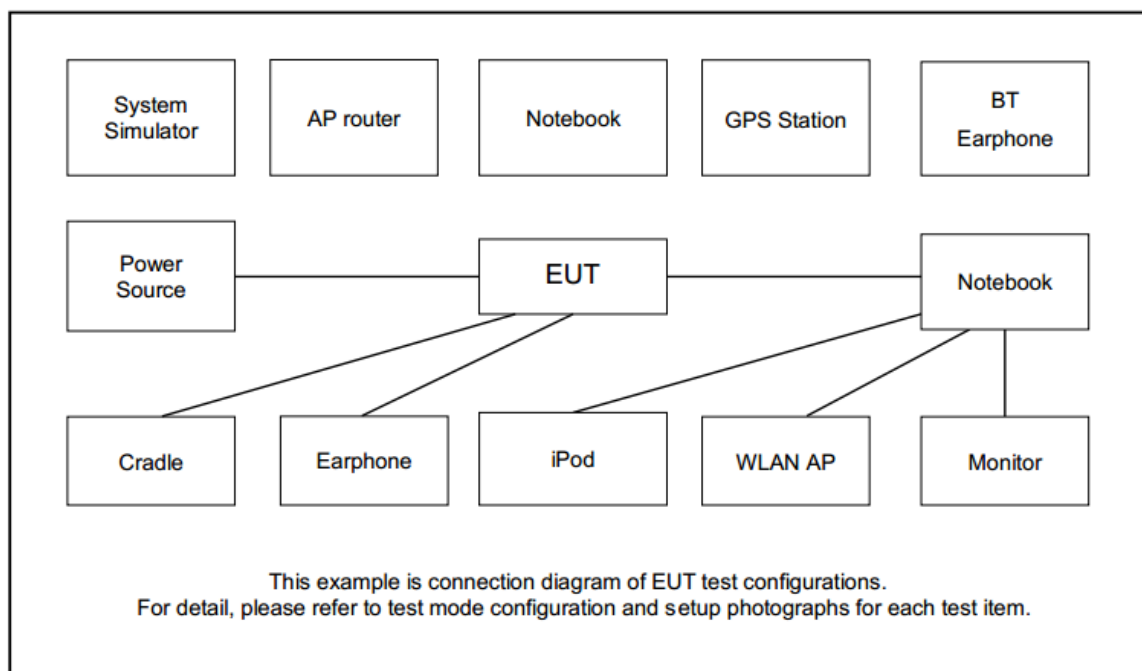 System
Simulator
AP router
Notebook
GPS Station
BT
Earphone
Power
Source
EUT
Notebook
Cradle
Earphone
iPod
WLAN AP
Monitor
This example is connection diagram of EUT test configurations.
For detail, please refer to test mode configuration and setup photographs for each test item.